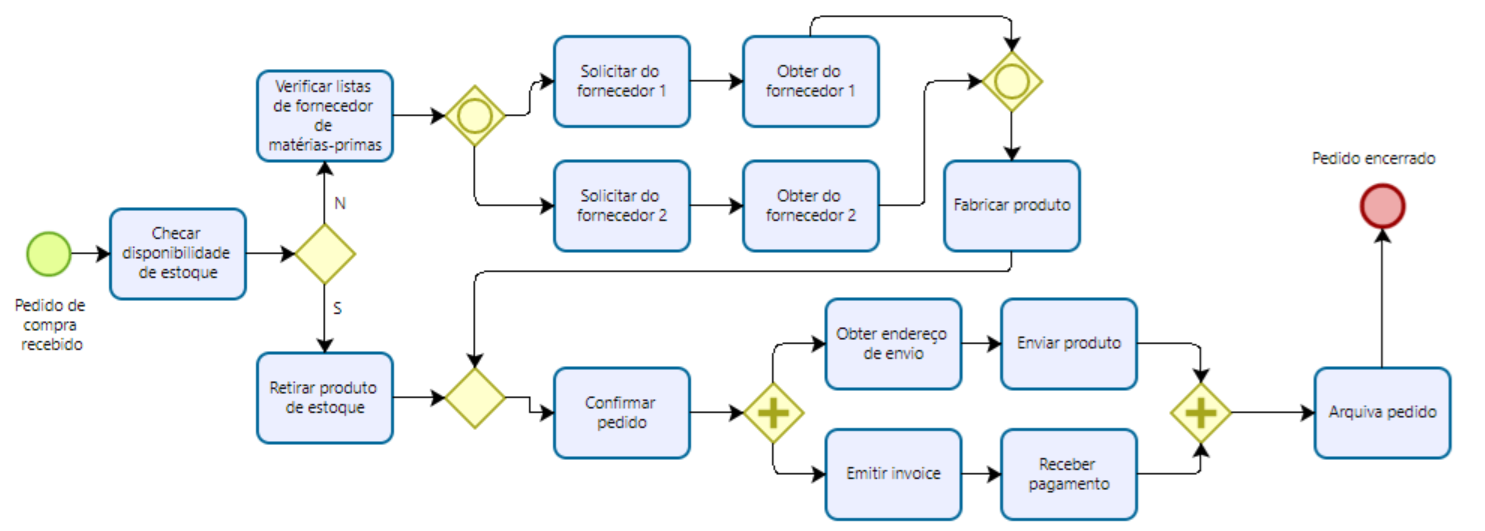 Pedido de
compra
recebido
Checar
disponibilidade
de estoque
N
S
Verificar listas
de fornecedor
de
matérias-primas
Retirar produto
de estoque
Solicitar do
fornecedor 1
Obter do
fornecedor 1
Solicitar do
fornecedor 2
Obter do
fornecedor 2
Fabricar produto
Confirmar
pedido
Obter endereço
de envio
Enviar produto
Emitir invoice
Receber
pagamento
Arquiva pedido
Pedido encerrado